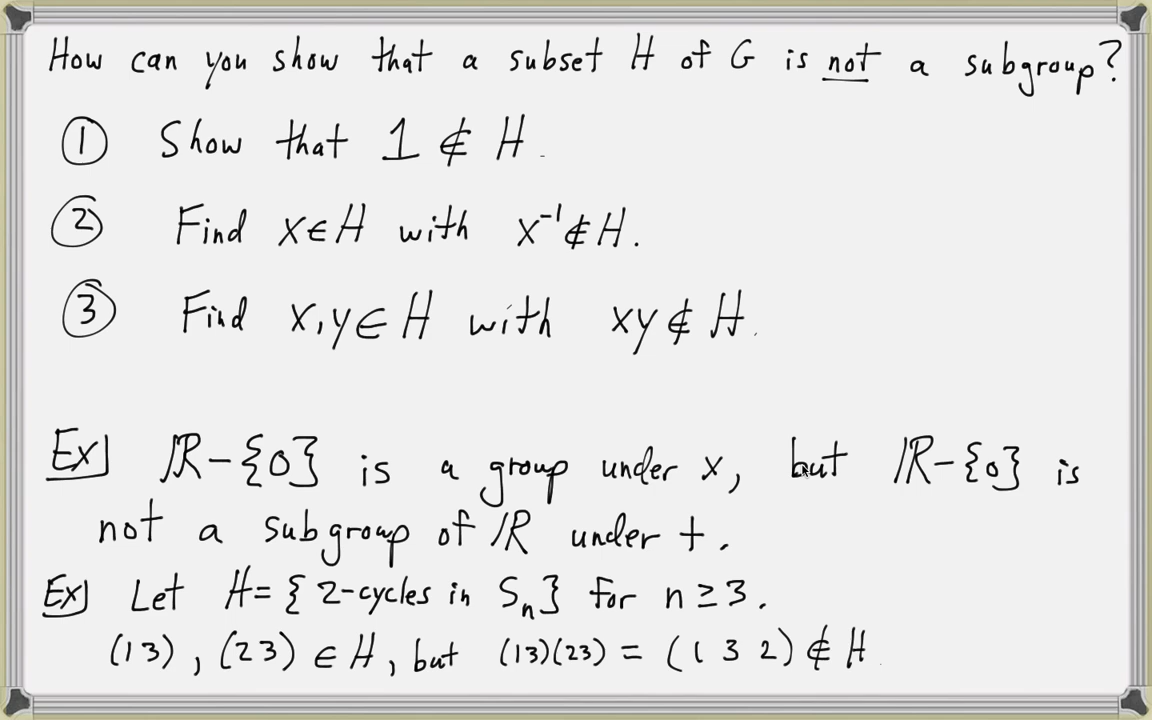 How can you show that a subset H of G is not a subgroup?
① Show that 1 ∉ H.
② Find x∈H with x⁻¹∉H.
③ Find x,y∈H with xy∉H.
Ex] ℝ-{0} is a group under x, but ℝ-{0} is
not a subgroup of ℝ under +.
Ex] Let H={2-cycles in Sₙ} for n≥3.
(13), (23) ∈ H, but (13)(23) = (1 3 2) ∉ H